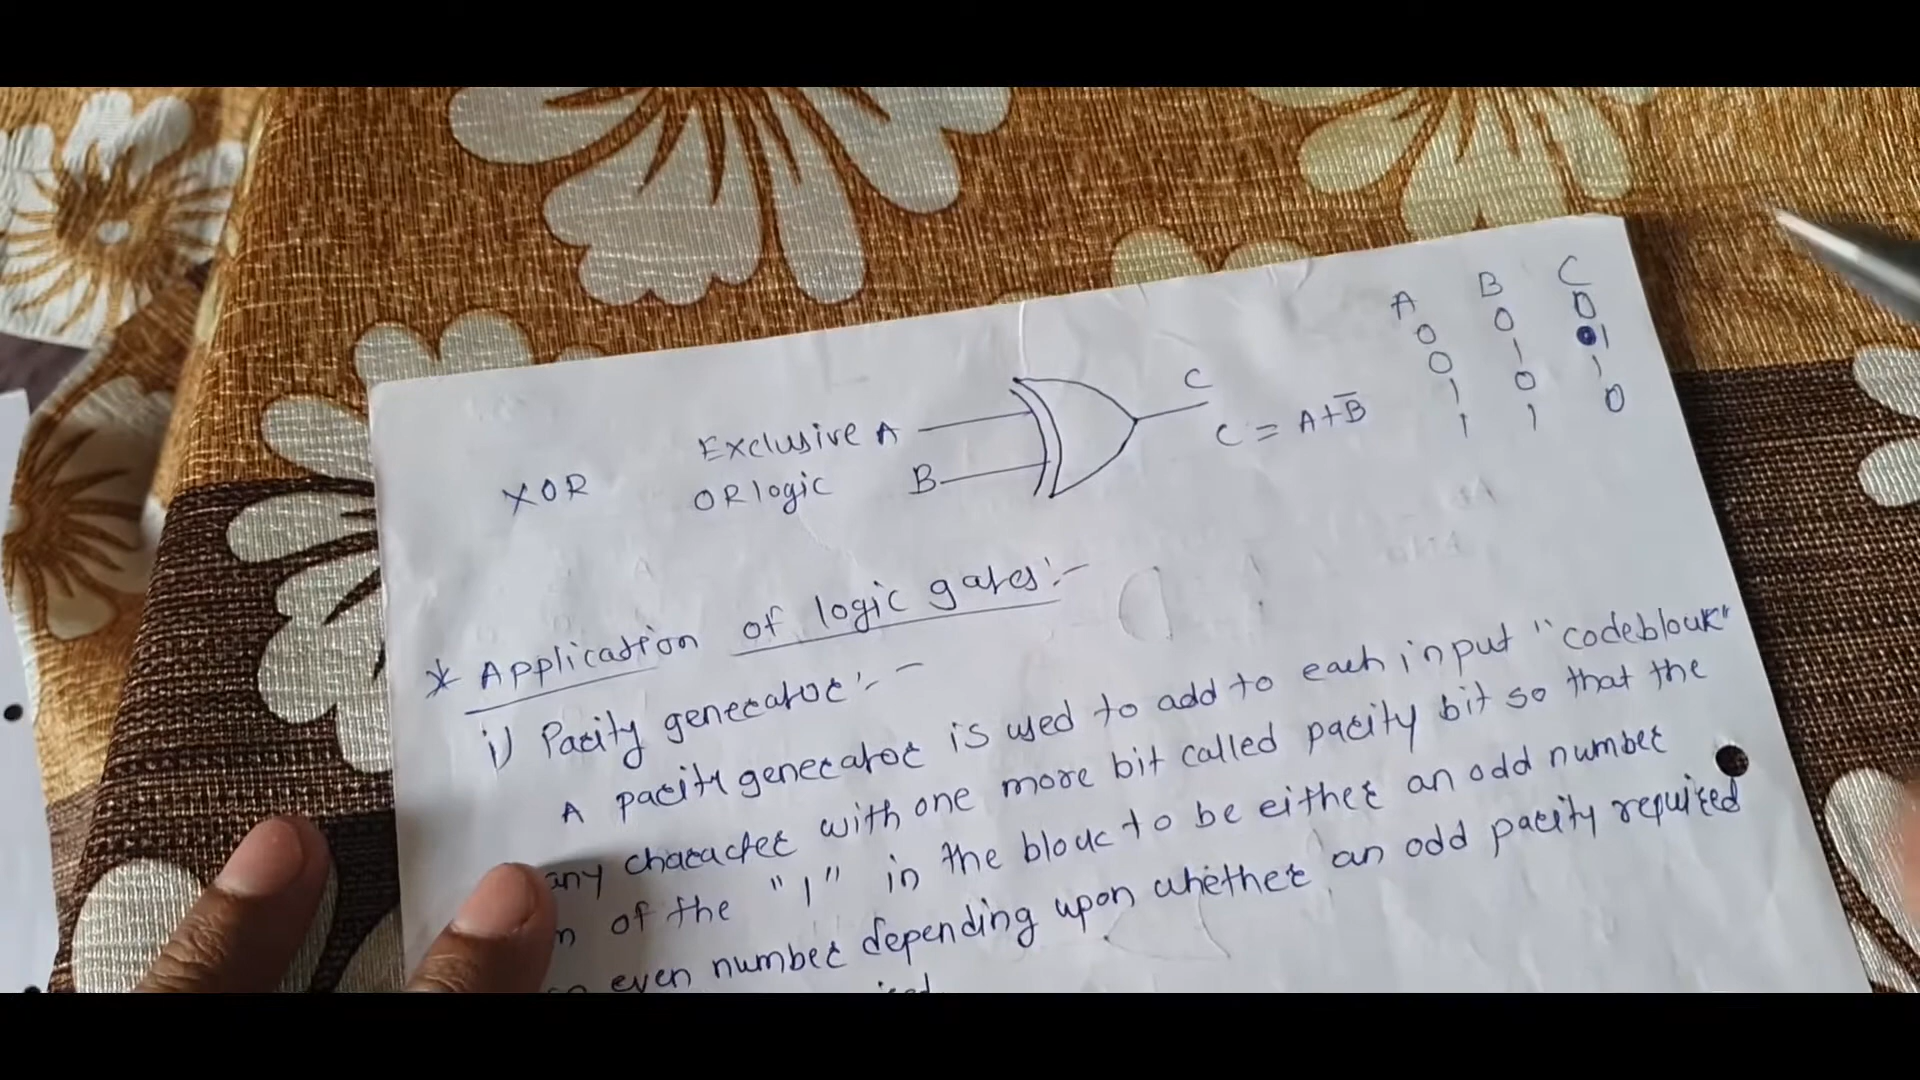 A B C
0 0 0
0 1 1
1 0 1
1 1 0
XOR Exclusive OR logic A B C C = A+B̅
* Application of logic gates:-
i) Parity generator:-
A parity generator is used to add to each input "codeblock"
any character with one more bit called parity bit so that the
of the "1" in the block to be either an odd number
even number depending upon whether an odd parity required